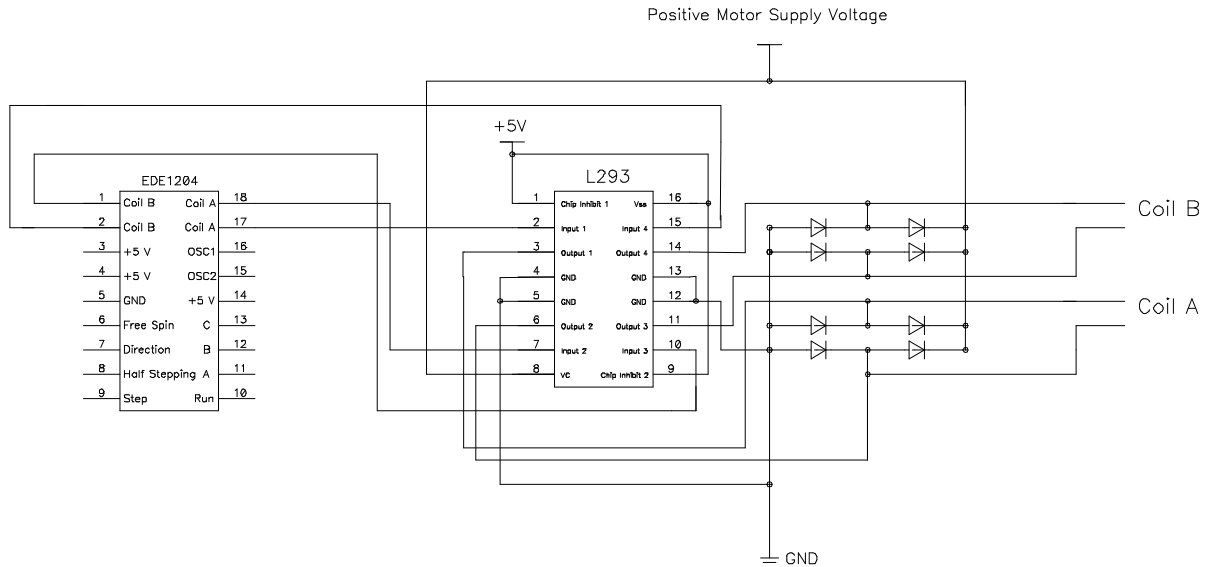 Positive Motor Supply Voltage
+5V
EDE1204
1 Coil B Coil A 18
2 Coil B Coil A 17
3 +5 V OSC1 16
4 +5 V OSC2 15
5 GND +5 V 14
6 Free Spin C 13
7 Direction B 12
8 Half Stepping A 11
9 Step Run 10
L293
1 Chip Inhibit 1 Vss 16
2 Input 1 Input 4 15
3 Output 1 Output 4 14
4 GND GND 13
5 GND GND 12
6 Output 2 Output 3 11
7 Input 2 Input 3 10
8 VC Chip Inhibit 2 9
Coil B
Coil A
GND